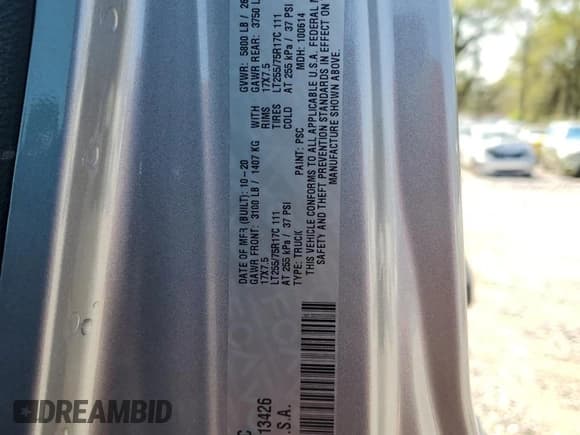 DATE OF MFR (BUILT): 10-20 GVWR: 5800 LB / 26
GAWR FRONT: 3100 LB / 1407 KG WITH GAWR REAR: 3750 L
17X7.5 RIMS 17X7.5
LT255/75R17C 111 TIRES LT255/75R17C 111
AT 255 kPa / 37 PSI COLD AT 255 kPa / 37 PSI
TYPE: TRUCK PAINT: PSC MDH: 100614
THIS VEHICLE CONFORMS TO ALL APPLICABLE U.S.A. FEDERAL M
SAFETY AND THEFT PREVENTION STANDARDS IN EFFECT ON
MANUFACTURE SHOWN ABOVE.
C
13426
.S.A.
DREAMBID